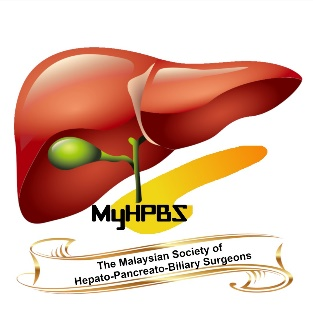 MyHPBS
The Malaysian Society of
Hepato-Pancreato-Biliary Surgeons